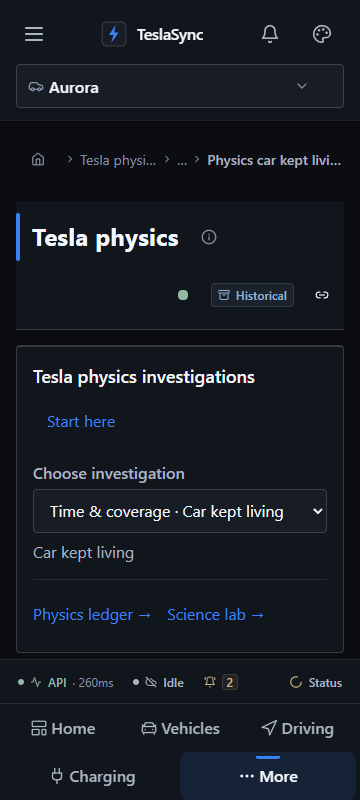 TeslaSync
Aurora
Tesla physi... > ... > Physics car kept livi...
Tesla physics
Historical
Tesla physics investigations
Start here
Choose investigation
Time & coverage · Car kept living
Car kept living
Physics ledger → Science lab →
API · 260ms Idle 2 Status
Home Vehicles Driving
Charging ··· More